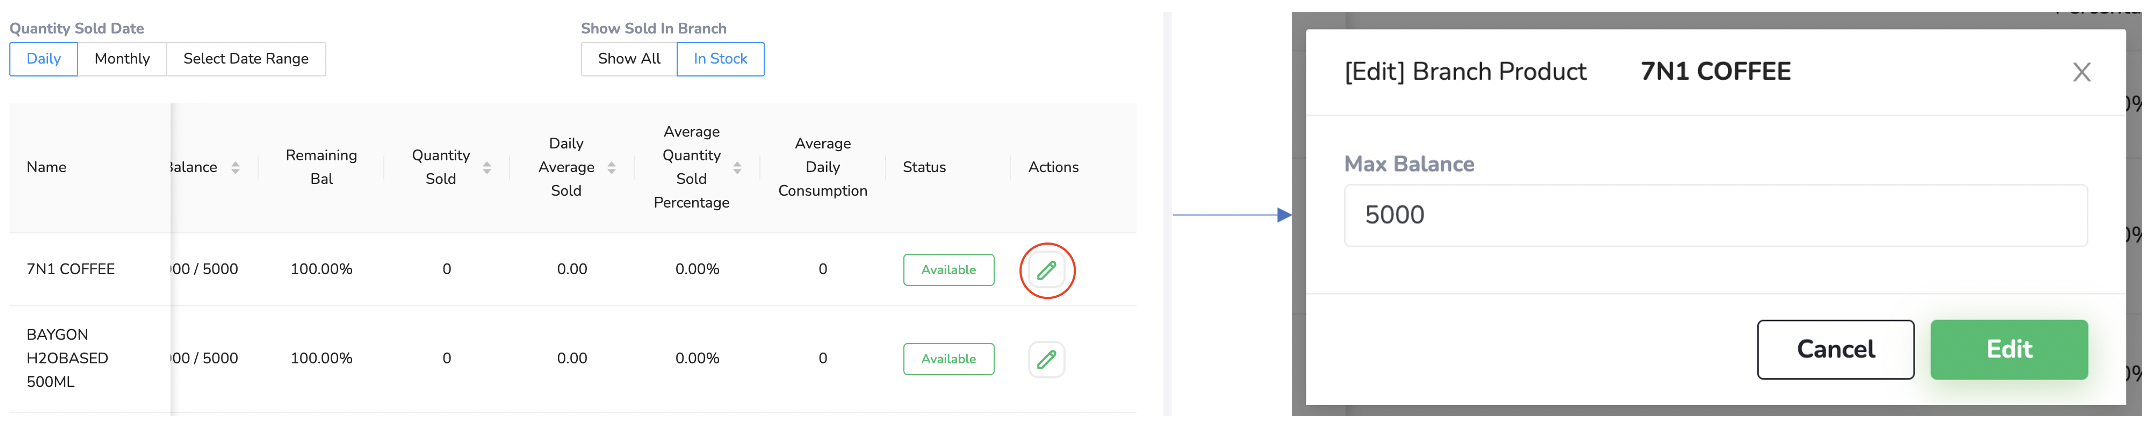 Quantity Sold Date
Show Sold In Branch
Daily Monthly Select Date Range
Show All In Stock
Name
Balance
Remaining
Bal
Quantity
Sold
Daily
Average
Sold
Average
Quantity
Sold
Percentage
Average
Daily
Consumption
Status
Actions
7N1 COFFEE 00 / 5000 100.00% 0 0.00 0.00% 0 Available
BAYGON
H2OBASED
500ML
00 / 5000 100.00% 0 0.00 0.00% 0 Available
[Edit] Branch Product 7N1 COFFEE X
Max Balance
5000
Cancel Edit